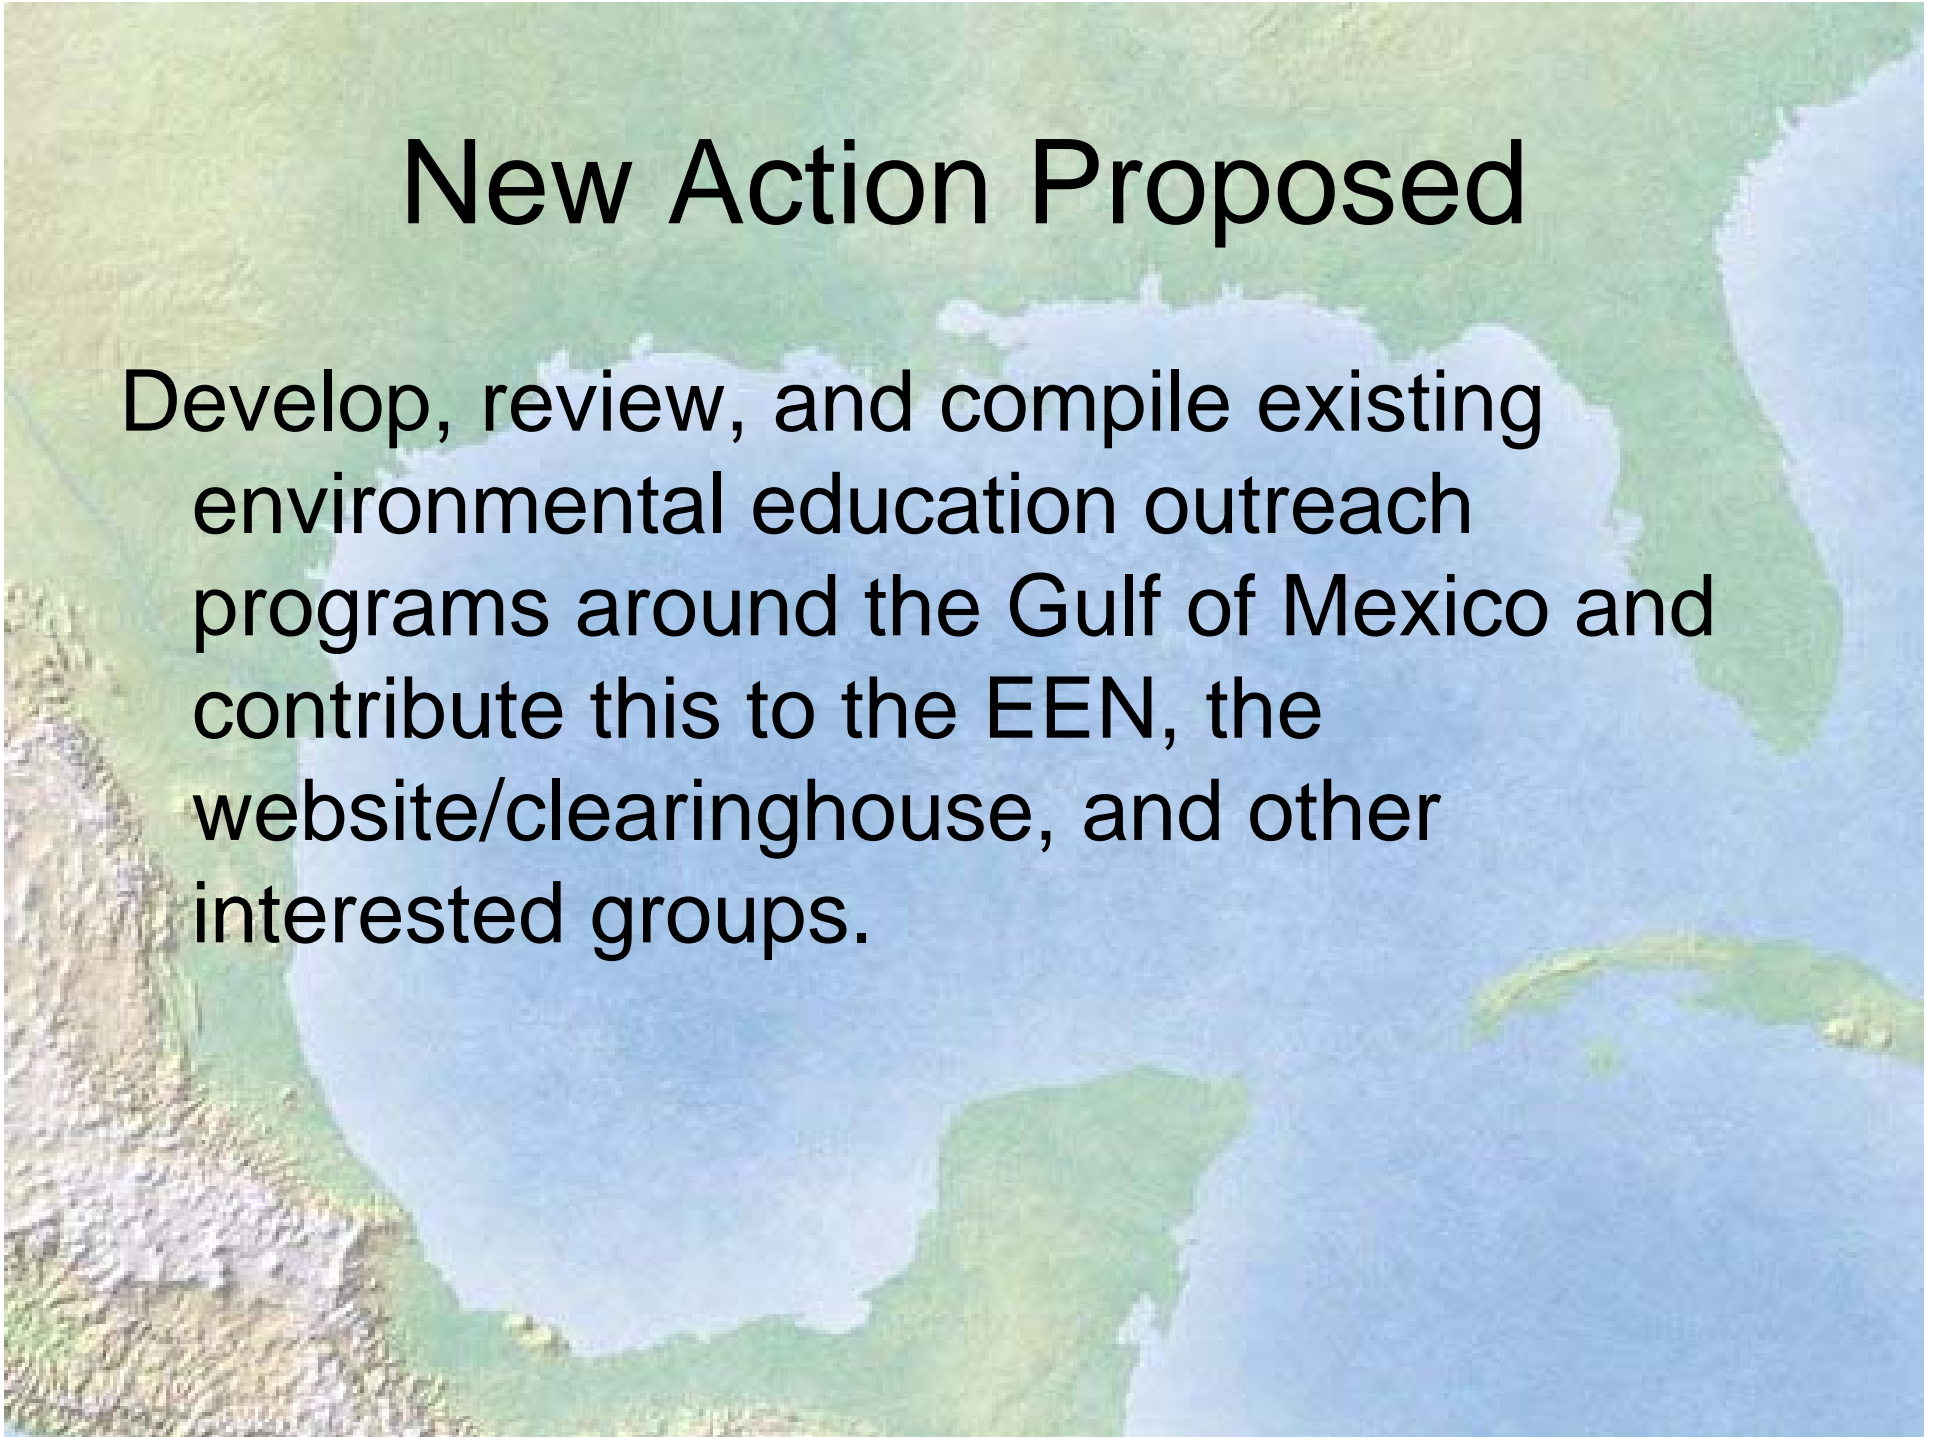 New Action Proposed
Develop, review, and compile existing
environmental education outreach
programs around the Gulf of Mexico and
contribute this to the EEN, the
website/clearinghouse, and other
interested groups.